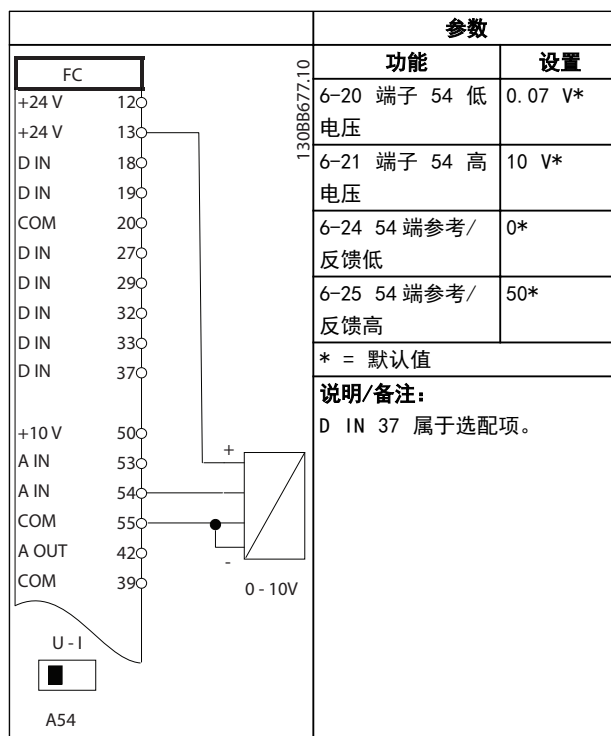 FC
+24 V 12
+24 V 13
D IN 18
D IN 19
COM 20
D IN 27
D IN 29
D IN 32
D IN 33
D IN 37
+10 V 50
A IN 53
A IN 54
COM 55
A OUT 42
COM 39
+
-
0 - 10V
U - I
A54
130BB677.10
参数
功能 设置
6-20 端子 54 低 0.07 V*
电压
6-21 端子 54 高 10 V*
电压
6-24 54 端参考/ 0*
反馈低
6-25 54 端参考/ 50*
反馈高
* = 默认值
说明/备注:
D IN 37 属于选配项。